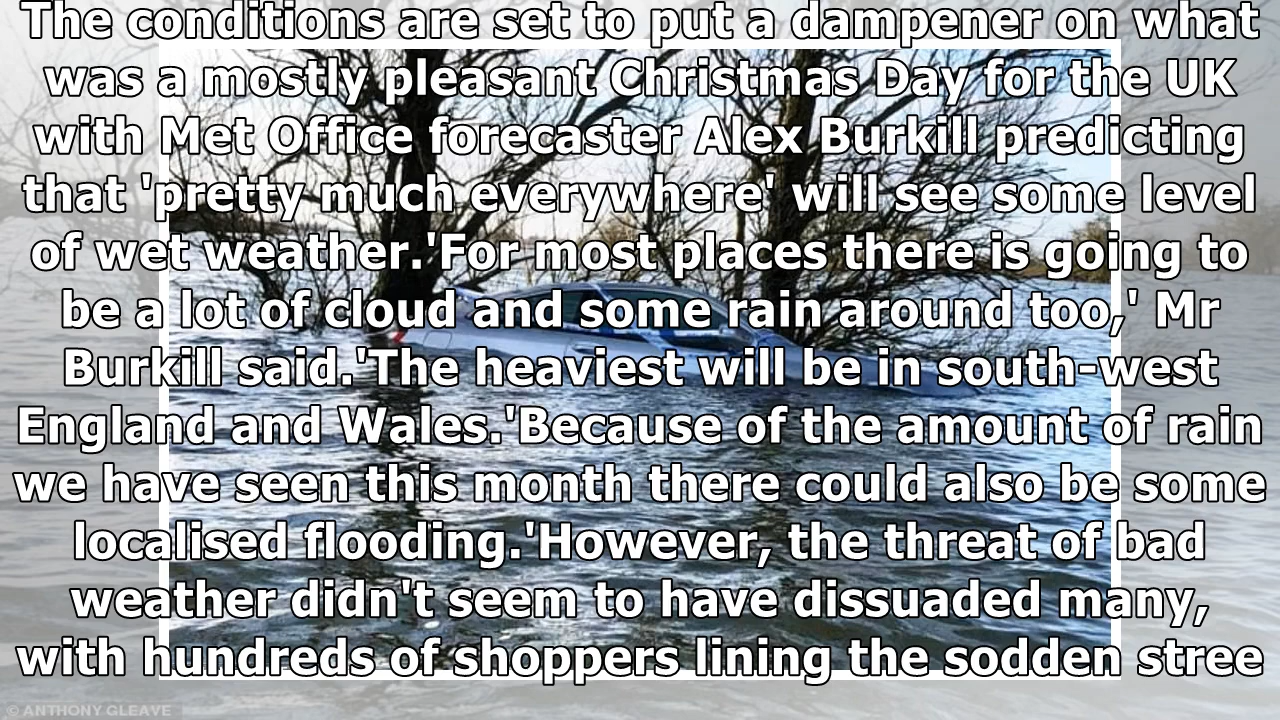 The conditions are set to put a dampener on what
was a mostly pleasant Christmas Day for the UK
with Met Office forecaster Alex Burkill predicting
that 'pretty much everywhere' will see some level
of wet weather.'For most places there is going to
be a lot of cloud and some rain around too,' Mr
Burkill said.'The heaviest will be in south-west
England and Wales.'Because of the amount of rain
we have seen this month there could also be some
localised flooding.'However, the threat of bad
weather didn't seem to have dissuaded many,
with hundreds of shoppers lining the sodden stree
© ANTHONY GLEAVE